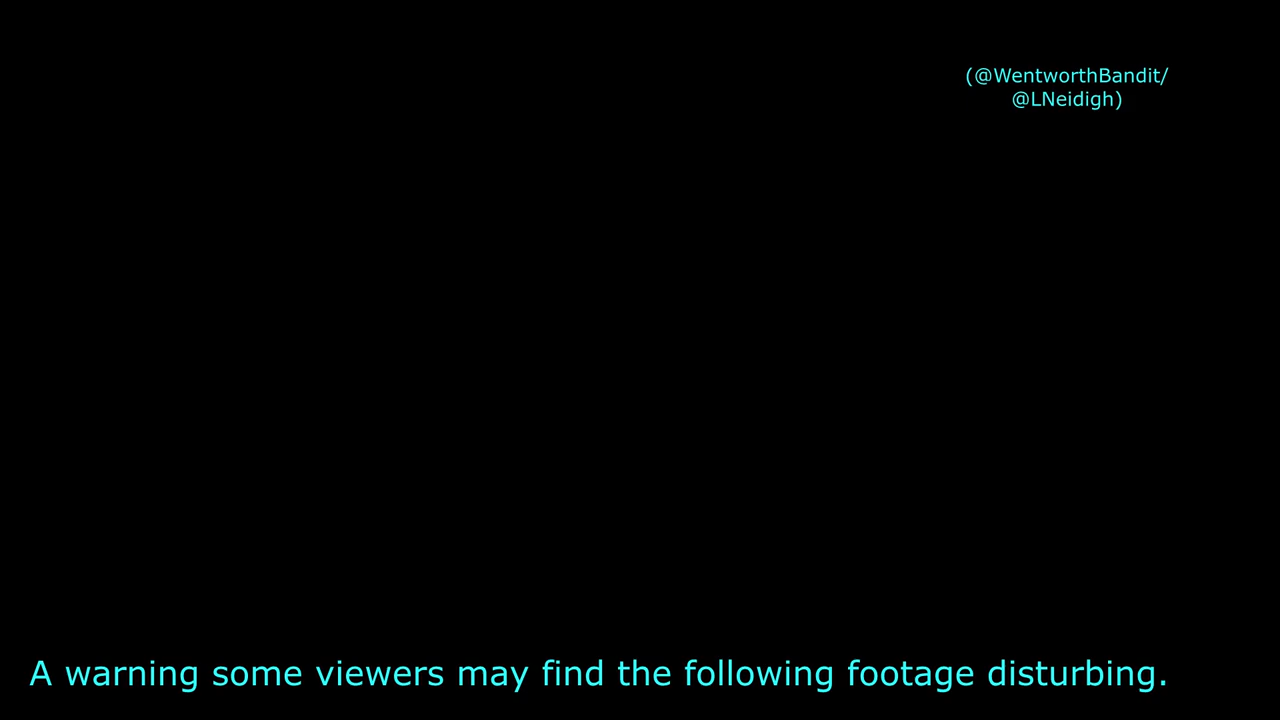 (@WentworthBandit/
@LNeidigh)
A warning some viewers may find the following footage disturbing.